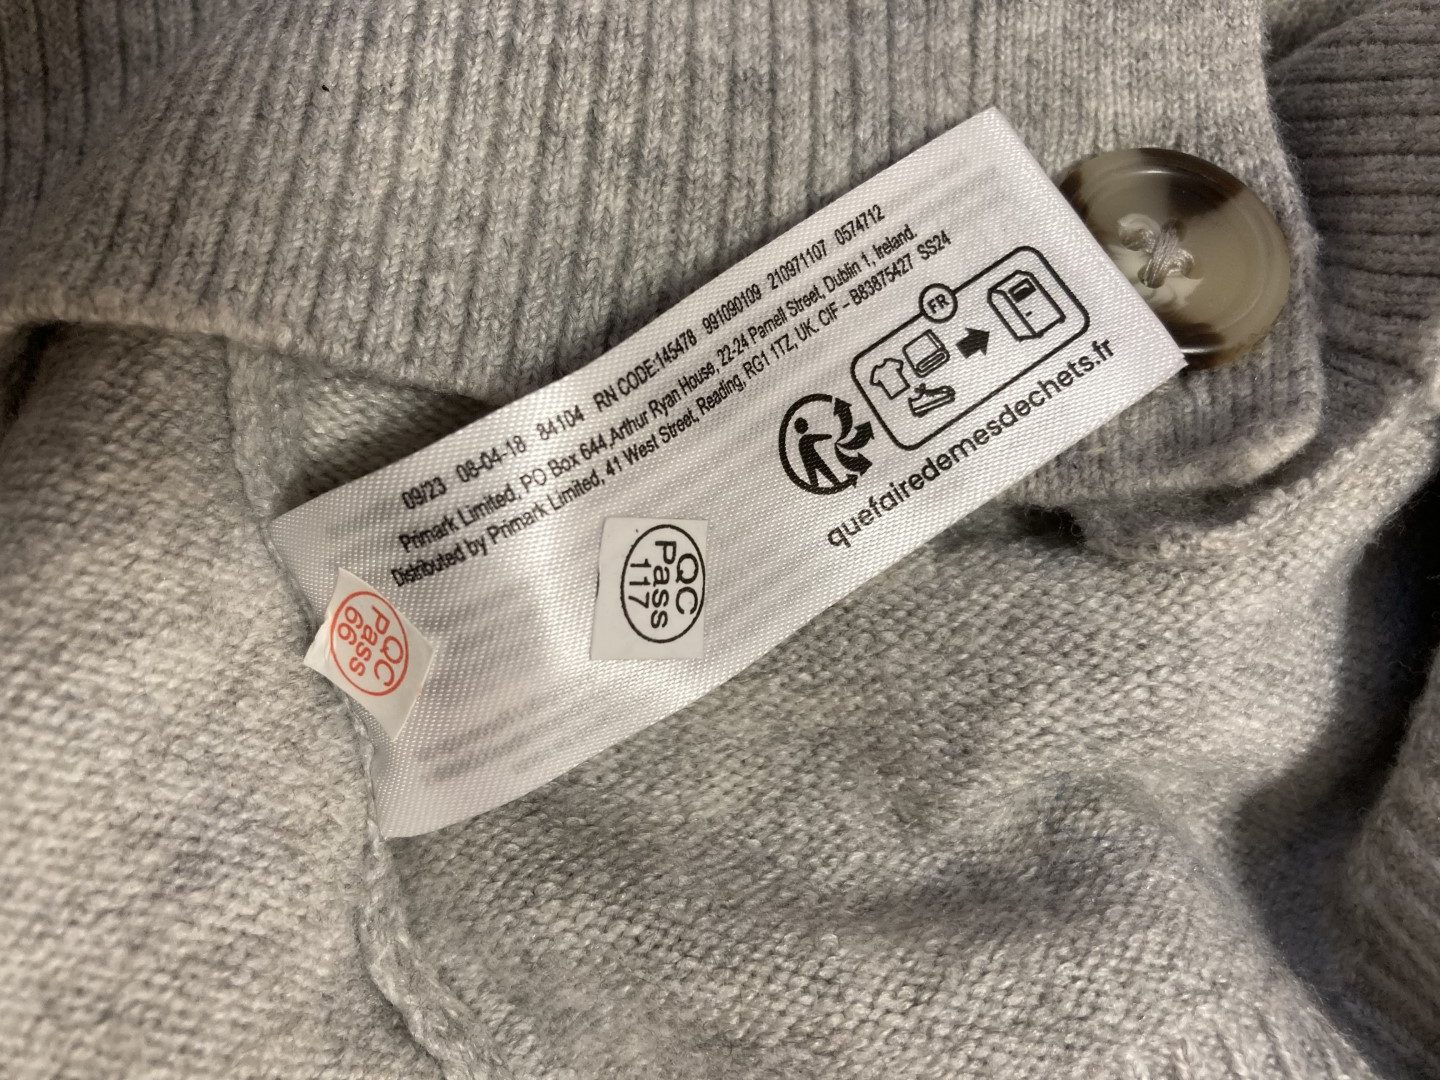 09/23 06-04-18 84104 RN CODE:145478 991090109 210971107 0574712
Primark Limited, PO Box 644, Arthur Ryan House, 22-24 Parnell Street, Dublin 1, Ireland.
Distributed by Primark Limited, 41 West Street, Reading, RG1 1TZ, UK. CIF – B83875427 SS24
FR
quefairedemesdechets.fr
QC
Pass
117
QC
Pass
66